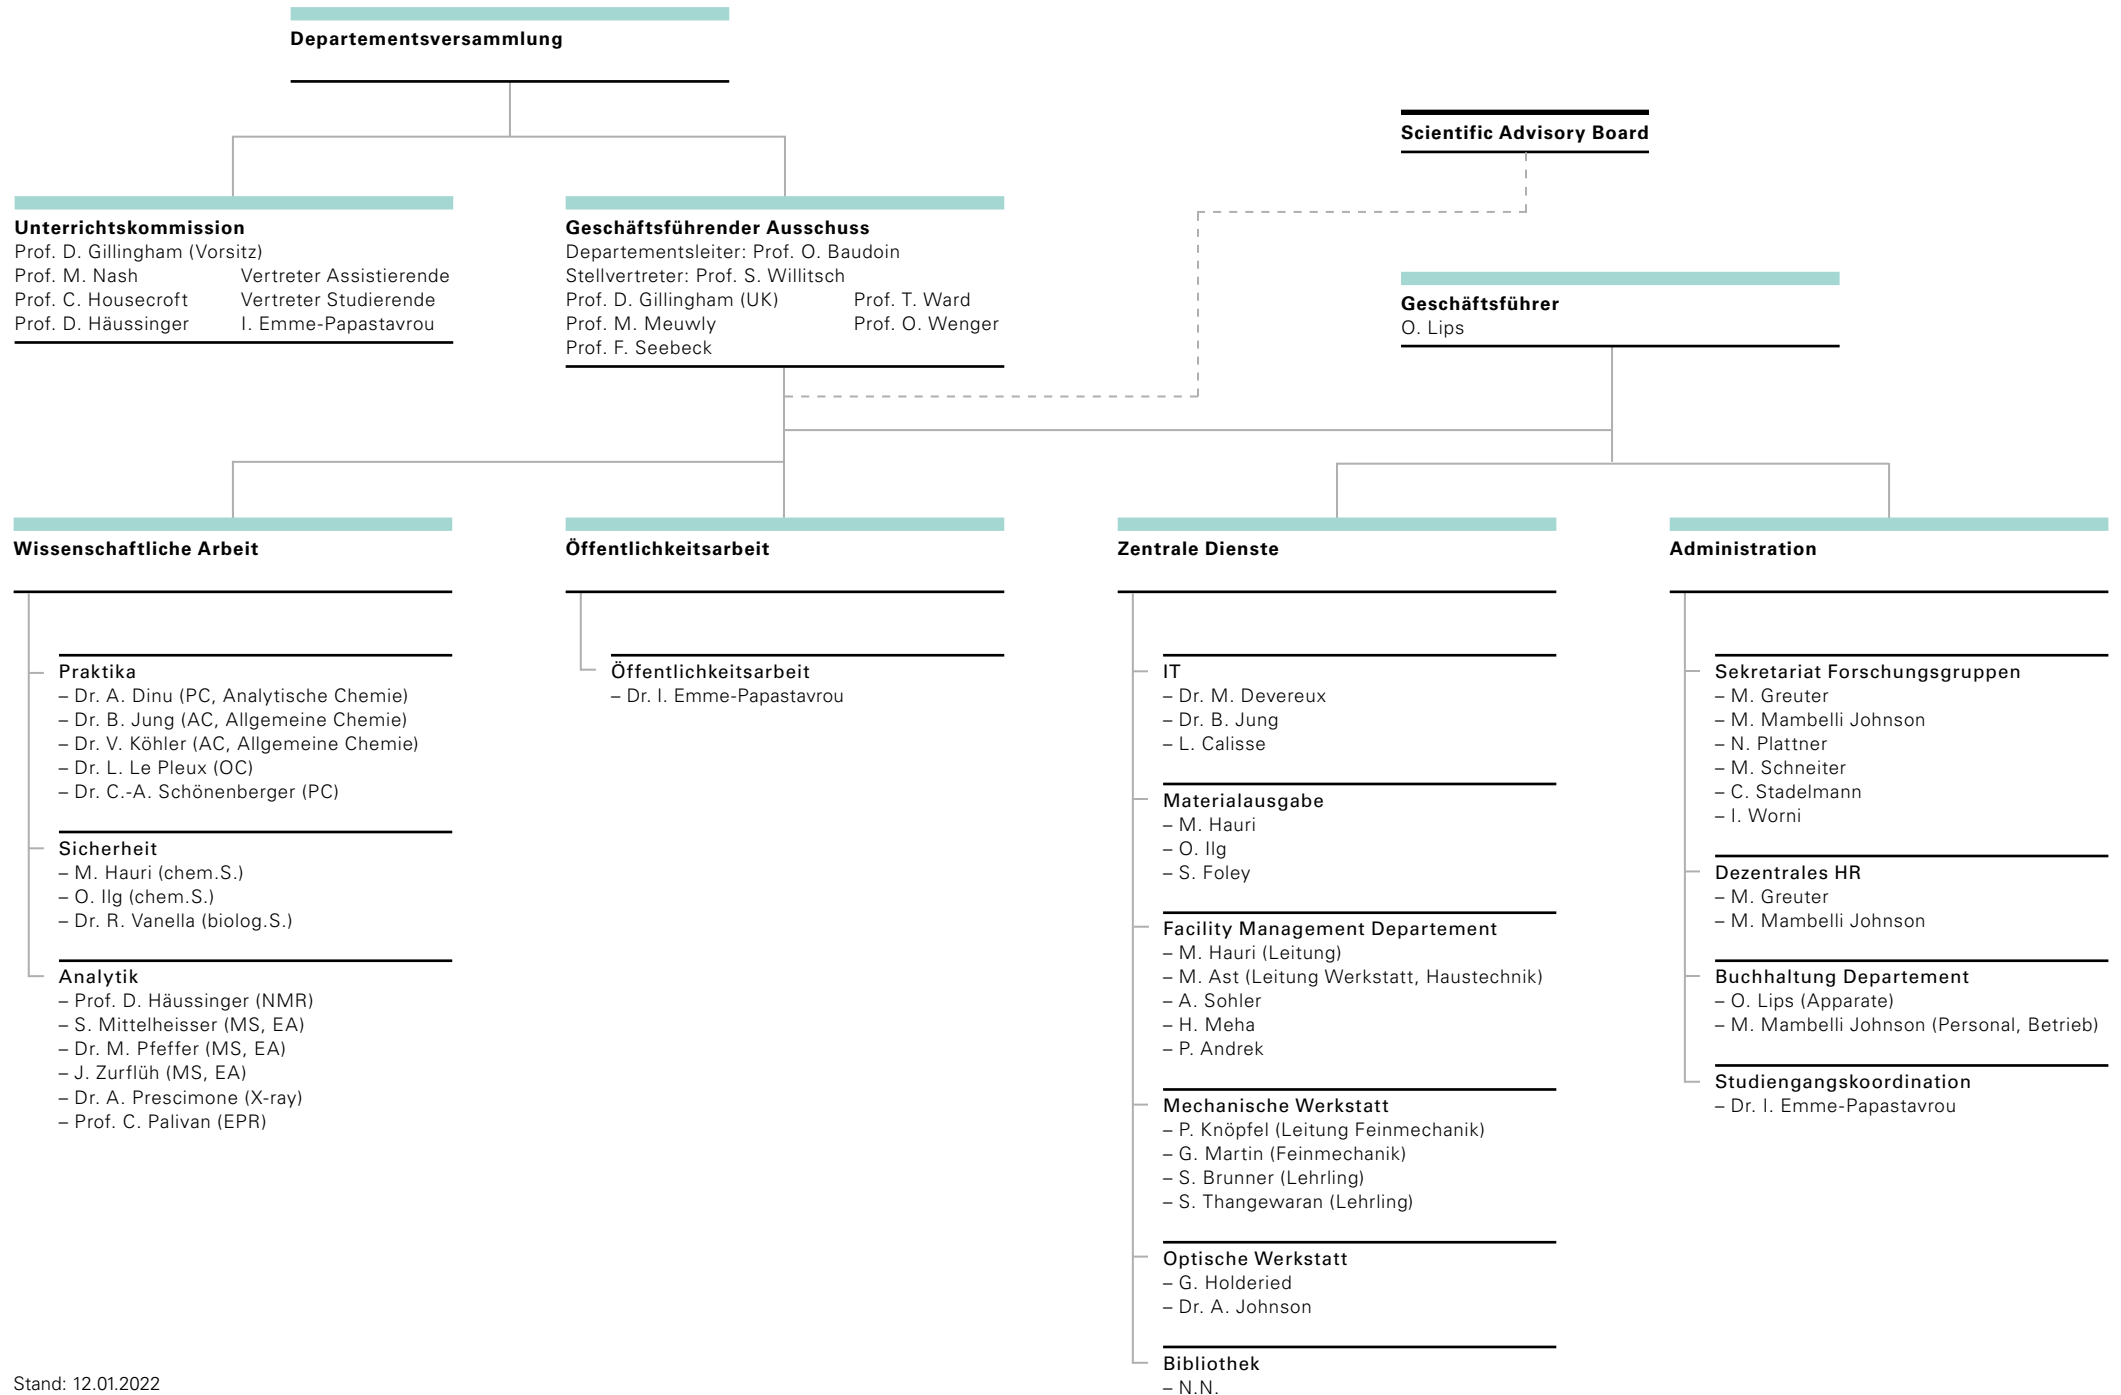 Departementsversammlung
Scientific Advisory Board
Unterrichtskommission
Prof. D. Gillingham (Vorsitz)
Prof. M. Nash Vertreter Assistierende
Prof. C. Housecroft Vertreter Studierende
Prof. D. Häussinger I. Emme-Papastavrou
Geschäftsführender Ausschuss
Departementsleiter: Prof. O. Baudoin
Stellvertreter: Prof. S. Willitsch
Prof. D. Gillingham (UK) Prof. T. Ward
Prof. M. Meuwly Prof. O. Wenger
Prof. F. Seebeck
Geschäftsführer
O. Lips
Wissenschaftliche Arbeit
Praktika
– Dr. A. Dinu (PC, Analytische Chemie)
– Dr. B. Jung (AC, Allgemeine Chemie)
– Dr. V. Köhler (AC, Allgemeine Chemie)
– Dr. L. Le Pleux (OC)
– Dr. C.-A. Schönenberger (PC)
Sicherheit
– M. Hauri (chem.S.)
– O. Ilg (chem.S.)
– Dr. R. Vanella (biolog.S.)
Analytik
– Prof. D. Häussinger (NMR)
– S. Mittelheisser (MS, EA)
– Dr. M. Pfeffer (MS, EA)
– J. Zurflüh (MS, EA)
– Dr. A. Prescimone (X-ray)
– Prof. C. Palivan (EPR)
Öffentlichkeitsarbeit
Öffentlichkeitsarbeit
– Dr. I. Emme-Papastavrou
Zentrale Dienste
IT
– Dr. M. Devereux
– Dr. B. Jung
– L. Calisse
Materialausgabe
– M. Hauri
– O. Ilg
– S. Foley
Facility Management Departement
– M. Hauri (Leitung)
– M. Ast (Leitung Werkstatt, Haustechnik)
– A. Sohler
– H. Meha
– P. Andrek
Mechanische Werkstatt
– P. Knöpfel (Leitung Feinmechanik)
– G. Martin (Feinmechanik)
– S. Brunner (Lehrling)
– S. Thangewaran (Lehrling)
Optische Werkstatt
– G. Holderied
– Dr. A. Johnson
Bibliothek
– N.N.
Administration
Sekretariat Forschungsgruppen
– M. Greuter
– M. Mambelli Johnson
– N. Plattner
– M. Schneiter
– C. Stadelmann
– I. Worni
Dezentrales HR
– M. Greuter
– M. Mambelli Johnson
Buchhaltung Departement
– O. Lips (Apparate)
– M. Mambelli Johnson (Personal, Betrieb)
Studiengangskoordination
– Dr. I. Emme-Papastavrou
Stand: 12.01.2022